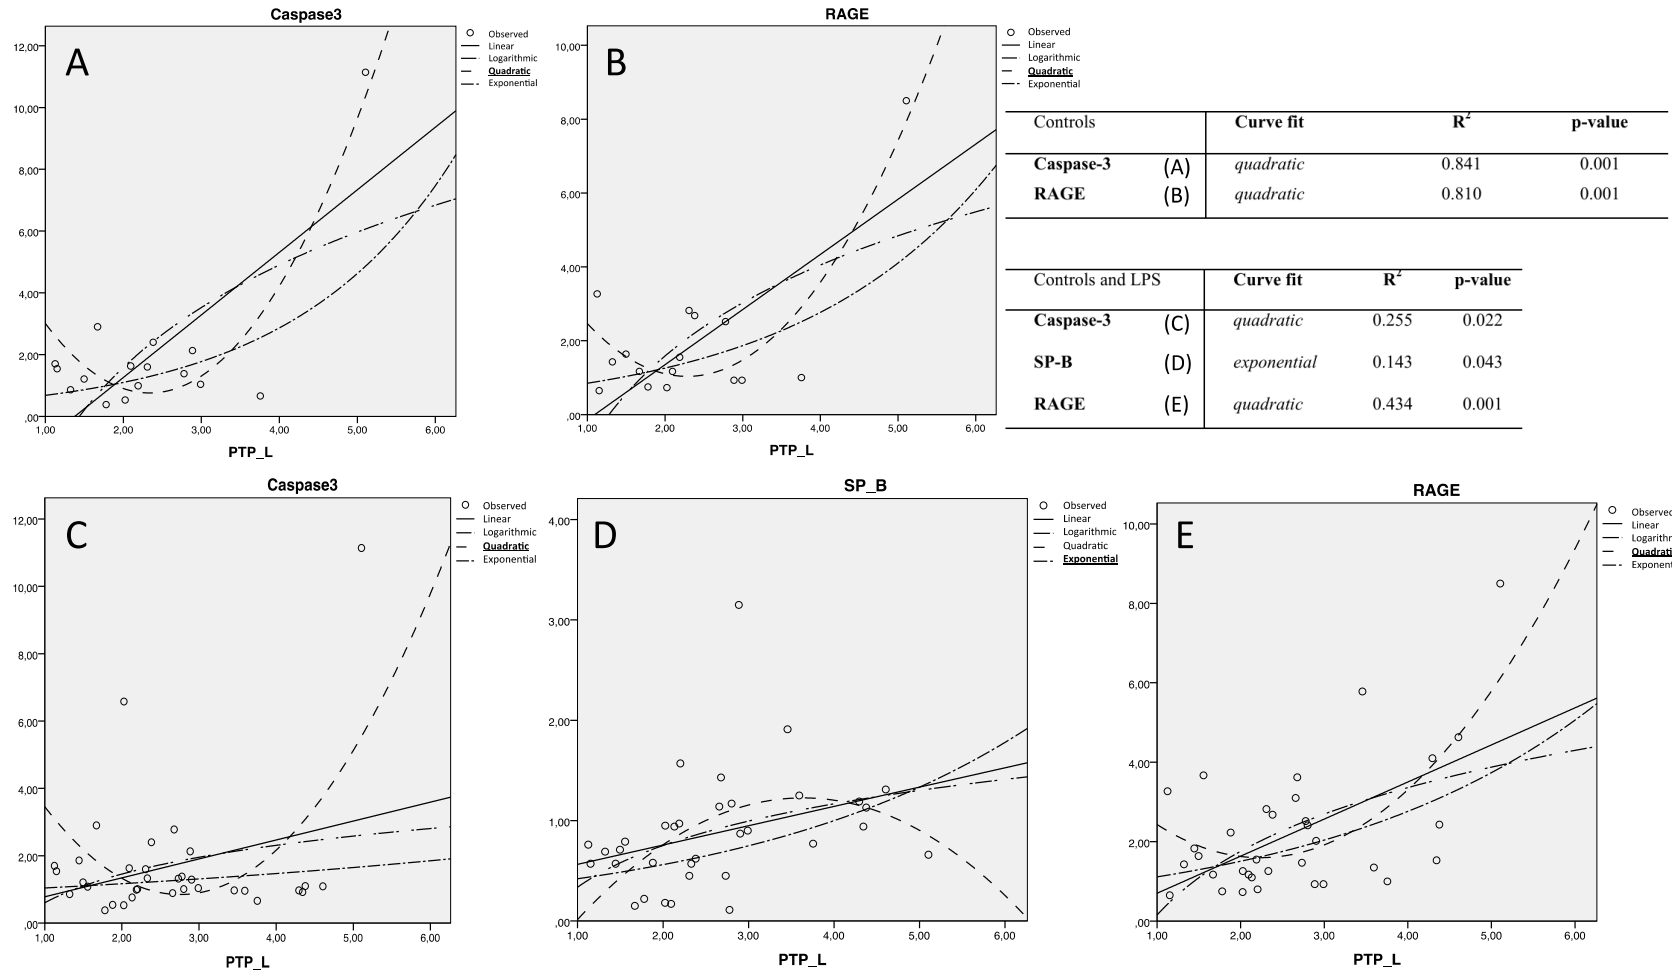 Caspase3
A
12,00
10,00
8,00
6,00
4,00
2,00
,00
1,00 2,00 3,00 4,00 5,00 6,00
PTP_L
Observed
Linear
Logarithmic
Quadratic
Exponential
RAGE
B
10,00
8,00
6,00
4,00
2,00
,00
1,00 2,00 3,00 4,00 5,00 6,00
PTP_L
Observed
Linear
Logarithmic
Quadratic
Exponential
Controls Curve fit R² p-value
Caspase-3 (A) quadratic 0.841 0.001
RAGE (B) quadratic 0.810 0.001
Controls and LPS Curve fit R² p-value
Caspase-3 (C) quadratic 0.255 0.022
SP-B (D) exponential 0.143 0.043
RAGE (E) quadratic 0.434 0.001
Caspase3
C
12,00
10,00
8,00
6,00
4,00
2,00
,00
1,00 2,00 3,00 4,00 5,00 6,00
PTP_L
Observed
Linear
Logarithmic
Quadratic
Exponential
SP_B
D
4,00
3,00
2,00
1,00
,00
1,00 2,00 3,00 4,00 5,00 6,00
PTP_L
Observed
Linear
Logarithmic
Quadratic
Exponential
RAGE
E
10,00
8,00
6,00
4,00
2,00
,00
1,00 2,00 3,00 4,00 5,00 6,00
PTP_L
Observed
Linear
Logarithm
Quadrati
Exponent